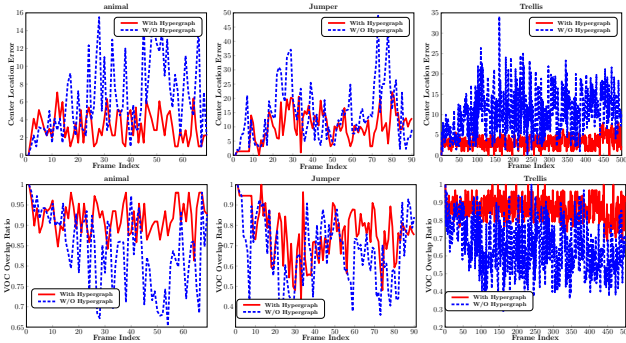 animal
Center Location Error
16
14
12
10
8
6
4
2
0
With Hypergraph
W/O Hypergraph
0 10 20 30 40 50 60
Frame Index
Jumper
Center Location Error
50
45
40
35
30
25
20
15
10
5
0
With Hypergraph
W/O Hypergraph
0 10 20 30 40 50 60 70 80 90
Frame Index
Trellis
Center Location Error
35
30
25
20
15
10
5
0
With Hypergraph
W/O Hypergraph
0 50 100 150 200 250 300 350 400 450 500
Frame Index
animal
VOC Overlap Ratio
1
0.95
0.9
0.85
0.8
0.75
0.7
0.65
With Hypergraph
W/O Hypergraph
0 10 20 30 40 50 60
Frame Index
Jumper
VOC Overlap Ratio
1
0.9
0.8
0.7
0.6
0.5
0.4
With Hypergraph
W/O Hypergraph
0 10 20 30 40 50 60 70 80 90
Frame Index
Trellis
VOC Overlap Ratio
1
0.9
0.8
0.7
0.6
0.5
0.4
0.3
0.2
With Hypergraph
W/O Hypergraph
0 50 100 150 200 250 300 350 400 450 500
Frame Index